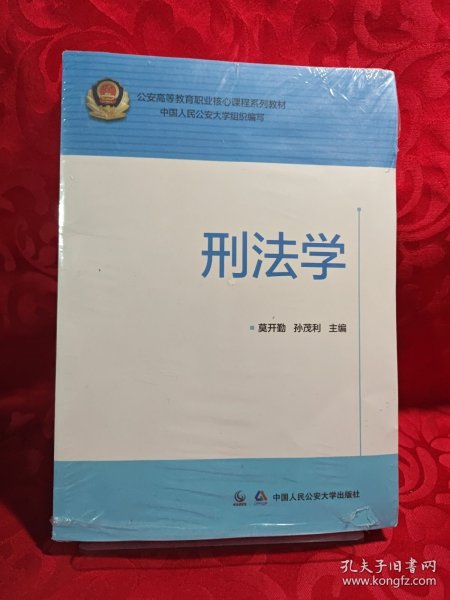 公安高等教育职业核心课程系列教材
中国人民公安大学组织编写
刑法学
莫开勤 孙茂利 主编
中国人民公安大学出版社
孔夫子旧书网
www.kongfz.com